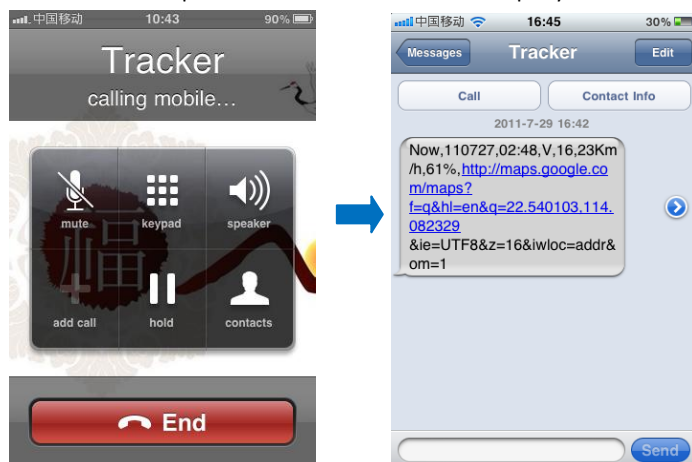 中国移动 10:43 90%
Tracker
calling mobile...
mute keypad speaker
add call hold contacts
End
福
中国移动 16:45 30%
Messages Tracker Edit
Call Contact Info
2011-7-29 16:42
Now,110727,02:48,V,16,23Km
/h,61%,http://maps.google.co
m/maps?
f=q&hl=en&q=22.540103,114.
082329
&ie=UTF8&z=16&iwloc=addr&
om=1
Send